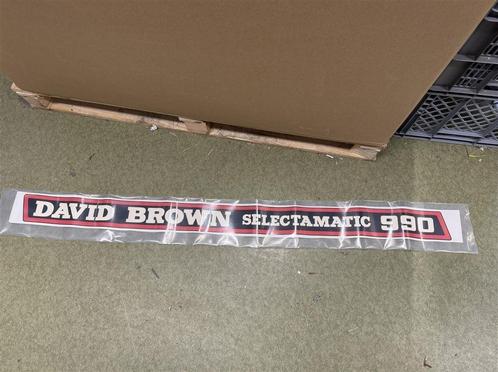 DAVID BROWN SELECTAMATIC 990